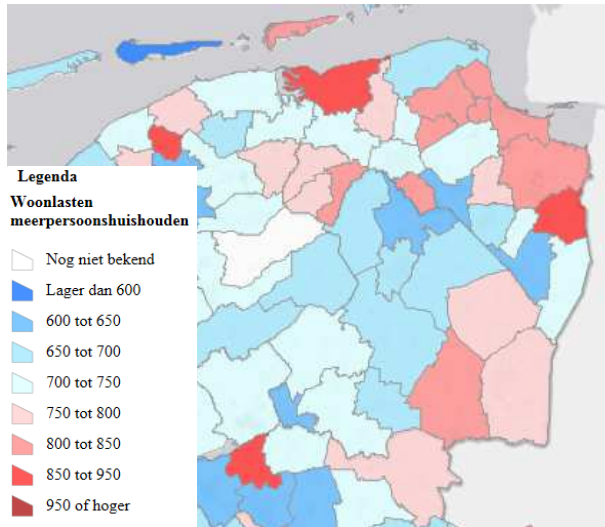 Legenda
Woonlasten
meerpersoonshuishouden
Nog niet bekend
Lager dan 600
600 tot 650
650 tot 700
700 tot 750
750 tot 800
800 tot 850
850 tot 950
950 of hoger